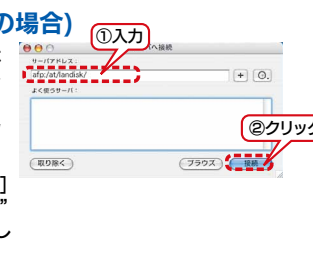 の場合)
①入力
バへ接続
サーバアドレス：
afp:/at/landisk/
よく使うサーバ：
②クリック
取り除く
ブラウズ
接続
]
”
し